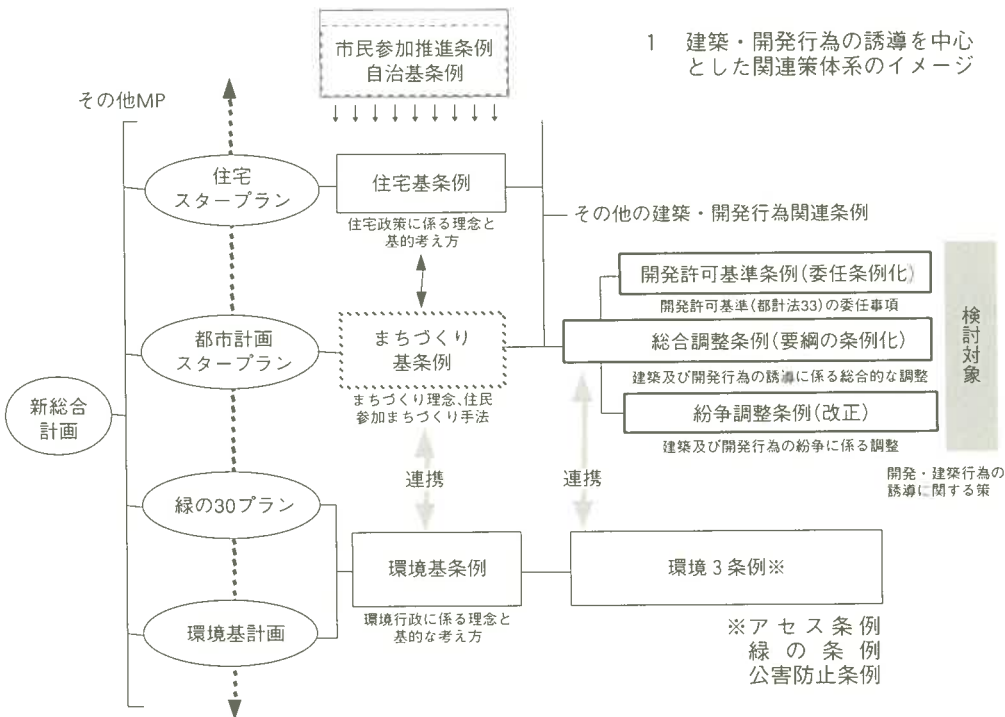 1 建築・開発行為の誘導を中心
とした関連策体系のイメージ
市民参加推進条例
自治基条例
その他MP
住宅
スタープラン
住宅基条例
住宅政策に係る理念と
基的考え方
その他の建築・開発行為関連条例
開発許可基準条例(委任条例化)
開発許可基準(都計法33)の委任事項
都市計画
スタープラン
まちづくり
基条例
まちづくり理念、住民
参加まちづくり手法
総合調整条例(要綱の条例化)
建築及び開発行為の誘導に係る総合的な調整
紛争調整条例(改正)
建築及び開発行為の紛争に係る調整
検討対象
開発・建築行為の
誘導に関する策
新総合
計画
連携
連携
緑の30プラン
環境基条例
環境行政に係る理念と
基的な考え方
環境3条例※
環境基計画
※アセス条例
緑の条例
公害防止条例